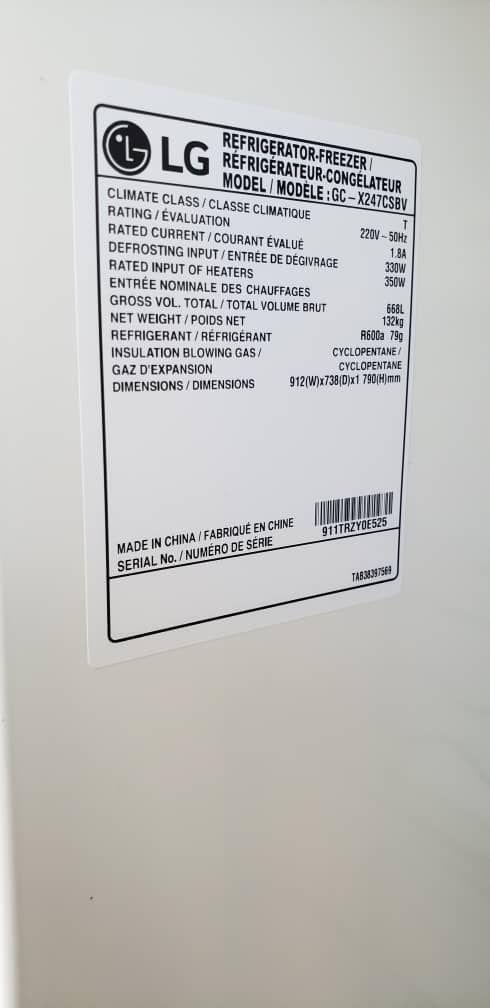 LG
REFRIGERATOR-FREEZER /
RÉFRIGÉRATEUR-CONGÉLATEUR
MODEL / MODÈLE : GC - X247CSBV
CLIMATE CLASS / CLASSE CLIMATIQUE T
RATING / ÉVALUATION 220V ~ 50Hz
RATED CURRENT / COURANT ÉVALUÉ 1.8A
DEFROSTING INPUT / ENTRÉE DE DÉGIVRAGE 330W
RATED INPUT OF HEATERS 350W
ENTRÉE NOMINALE DES CHAUFFAGES
GROSS VOL. TOTAL / TOTAL VOLUME BRUT 668L
NET WEIGHT / POIDS NET 132kg
REFRIGERANT / RÉFRIGÉRANT R600a 79g
INSULATION BLOWING GAS / CYCLOPENTANE /
GAZ D'EXPANSION CYCLOPENTANE
DIMENSIONS / DIMENSIONS 912(W)x738(D)x1 790(H)mm
MADE IN CHINA / FABRIQUÉ EN CHINE
SERIAL No. / NUMÉRO DE SÉRIE 911TRZY0E525
TAB38397569